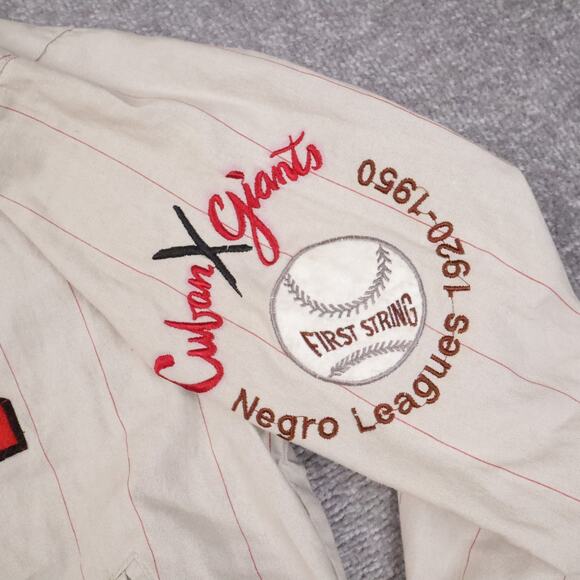 Cuban X Giants
FIRST STRING
Negro Leagues 1920-1950